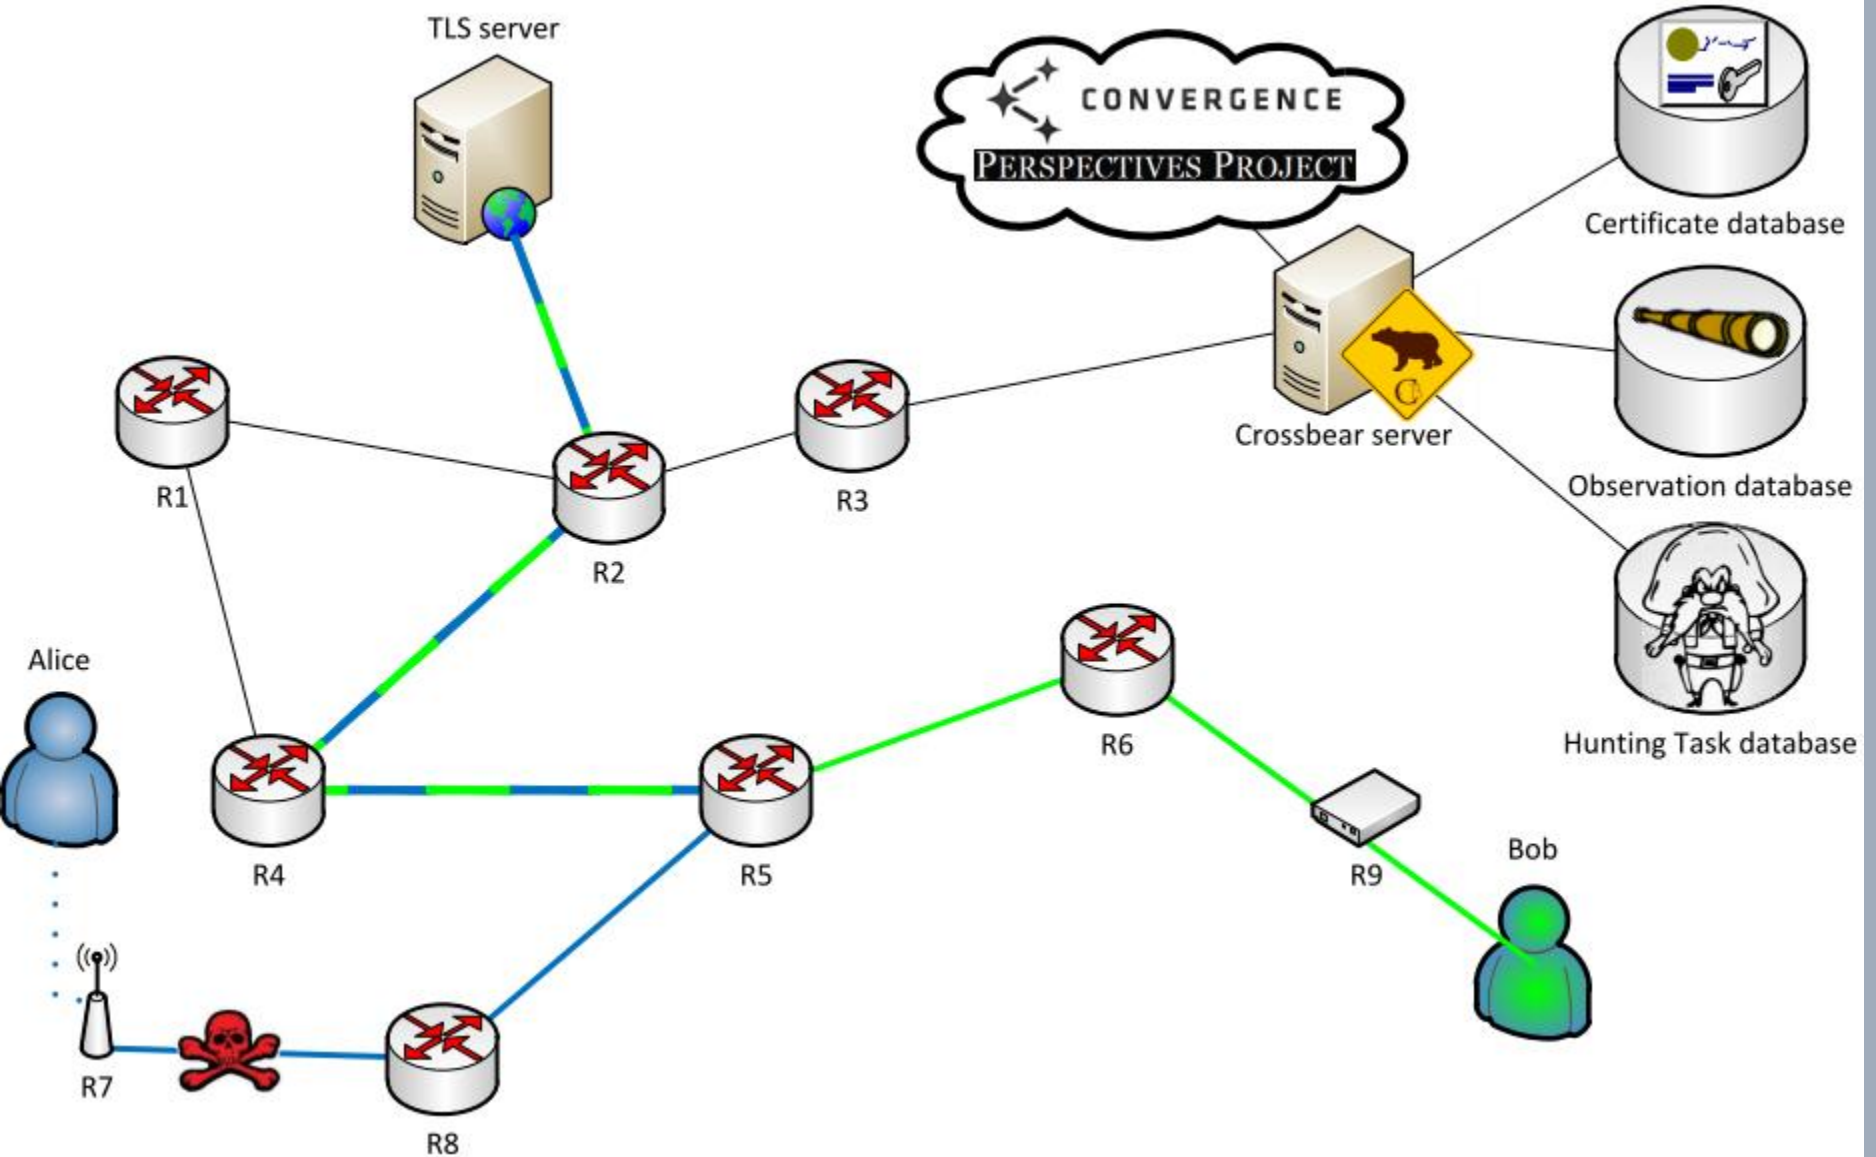 TLS server
CONVERGENCE
PERSPECTIVES PROJECT
Certificate database
Crossbear server
Observation database
R1
R3
R2
Hunting Task database
Alice
R6
R4
R5
R9
Bob
R7
R8